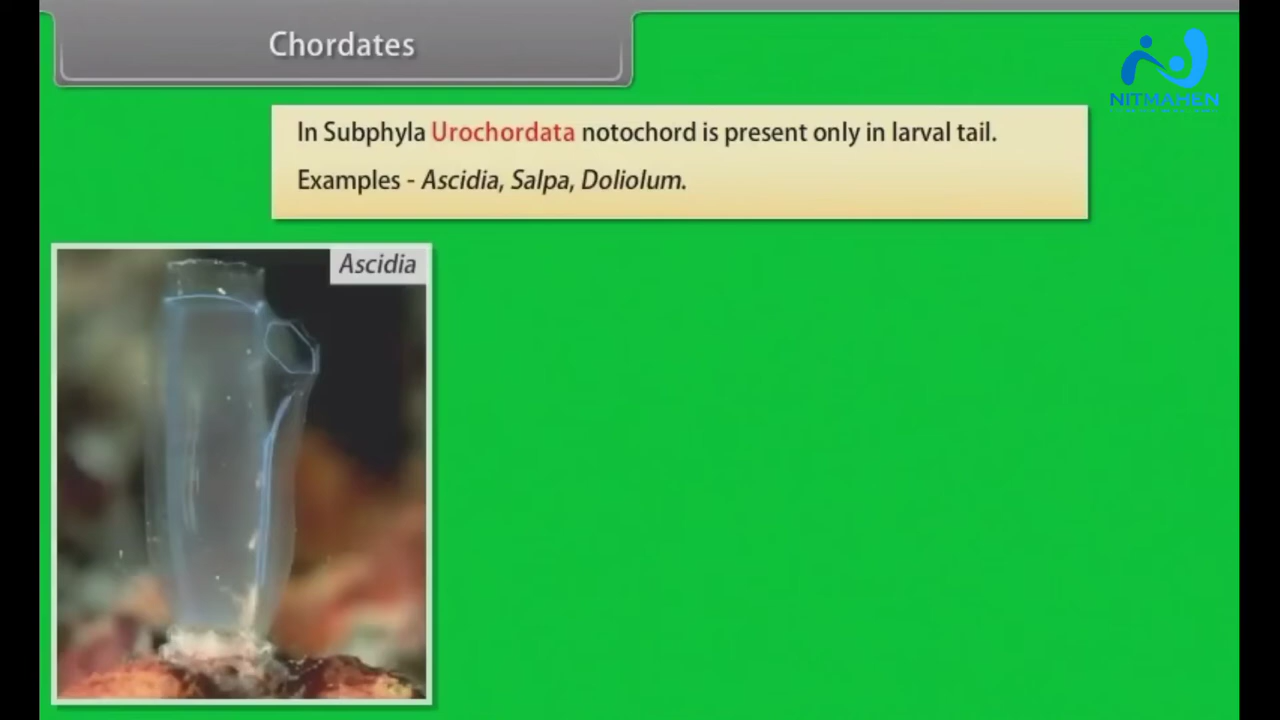 Chordates
NITMAHEN
In Subphyla Urochordata notochord is present only in larval tail.
Examples - Ascidia, Salpa, Doliolum.
Ascidia